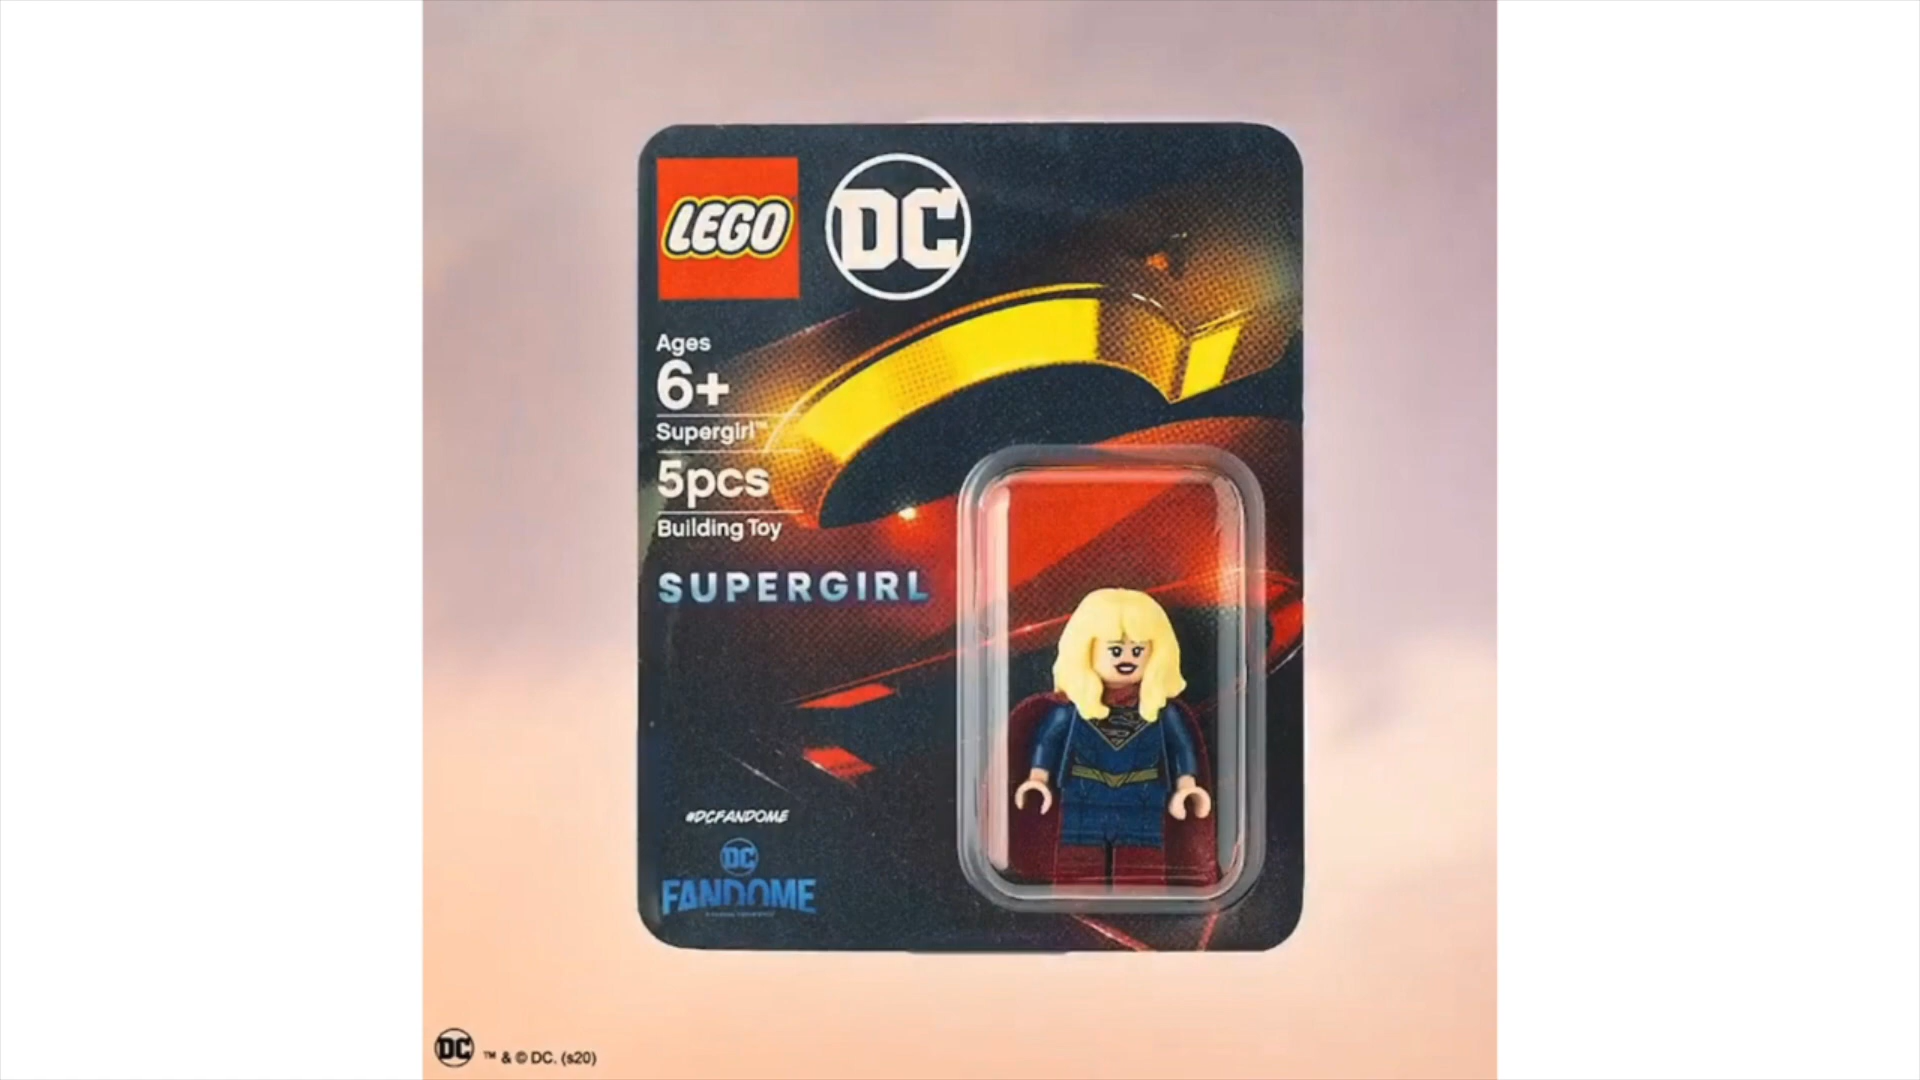 LEGO
DC
Ages
6+
Supergirl™
5pcs
Building Toy
SUPERGIRL
#DCFANDOME
DC
FANDOME
DC ™ & © DC. (s20)